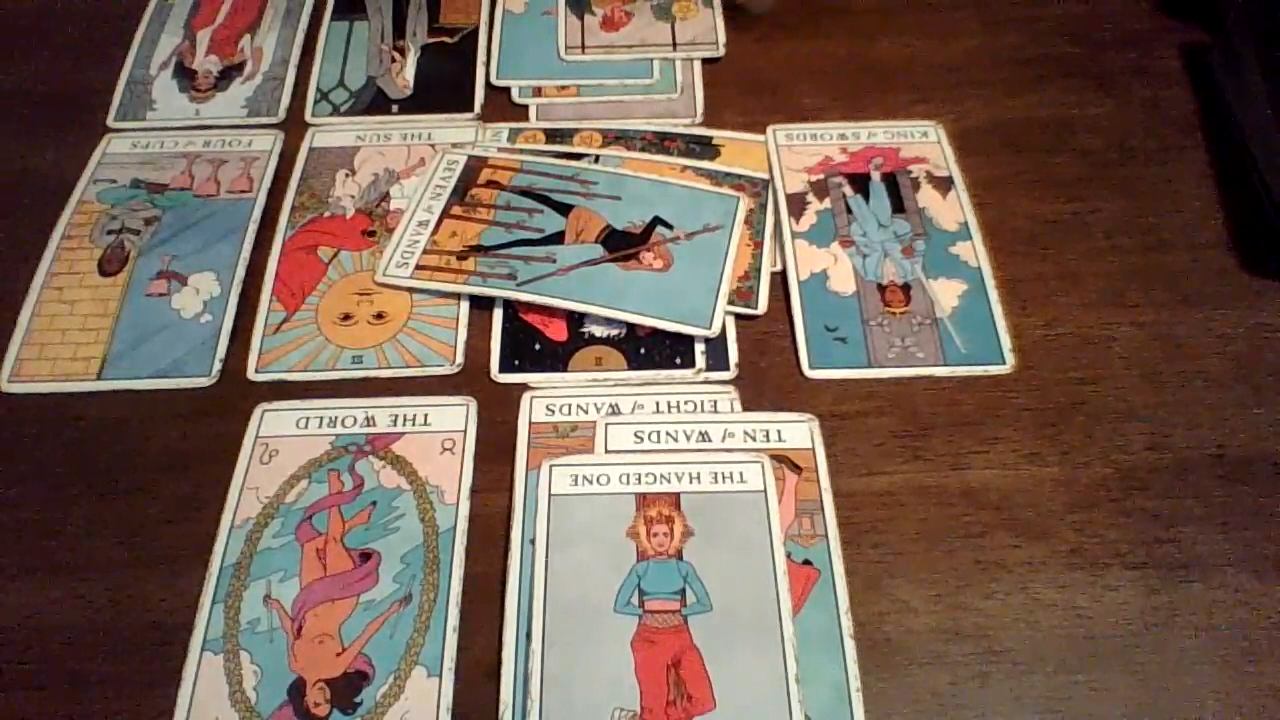 FOUR of CUPS
THE SUN
SEVEN of WANDS
KING of SWORDS
II
THE WORLD
EIGHT of WANDS
TEN of WANDS
THE HANGED ONE